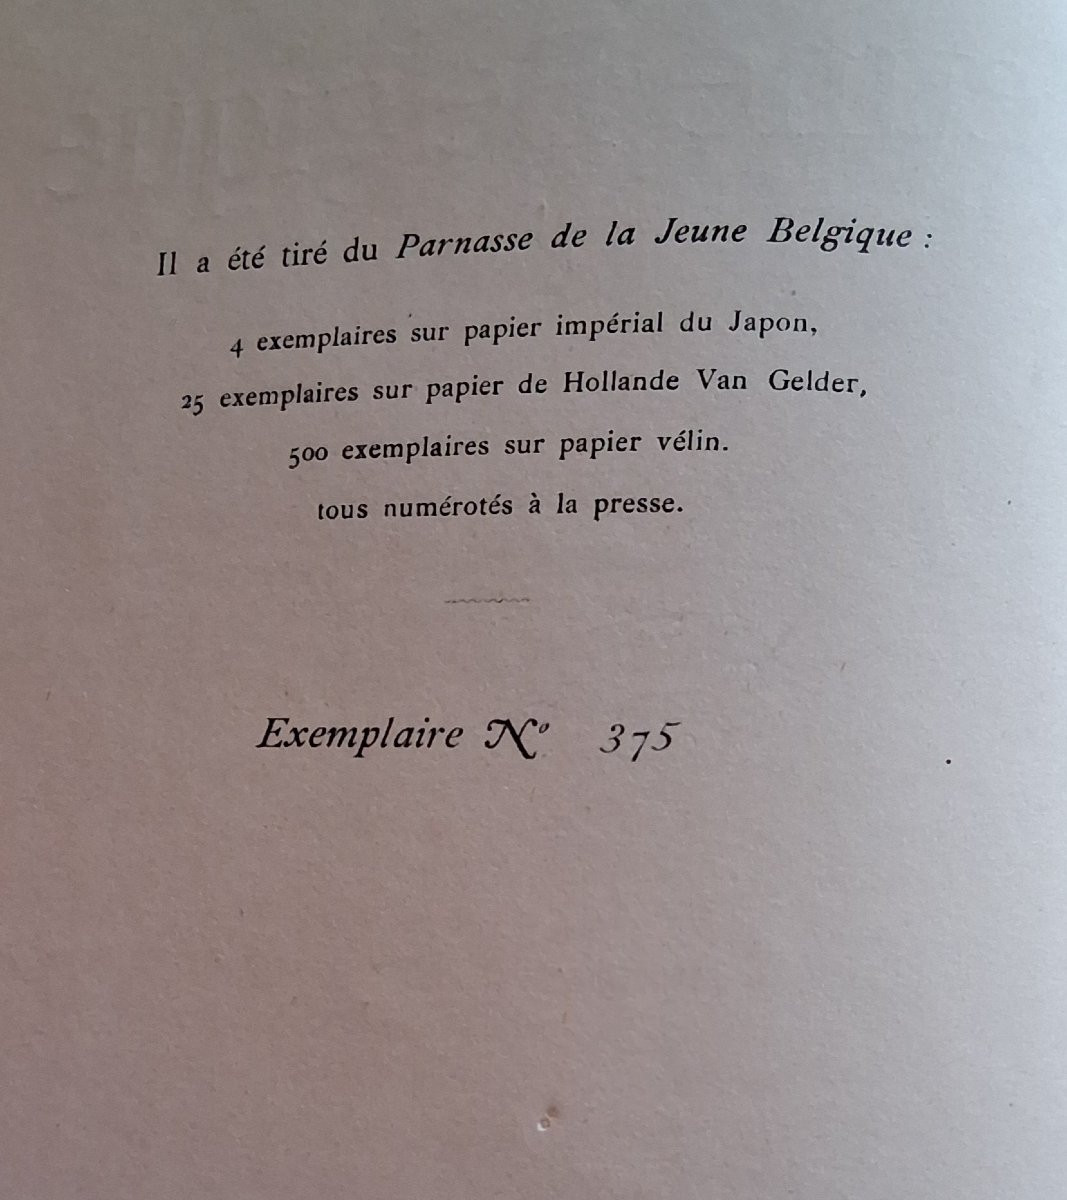 Il a été tiré du Parnasse de la Jeune Belgique :
4 exemplaires sur papier impérial du Japon,
25 exemplaires sur papier de Hollande Van Gelder,
500 exemplaires sur papier vélin.
tous numérotés à la presse.
Exemplaire Nº 375